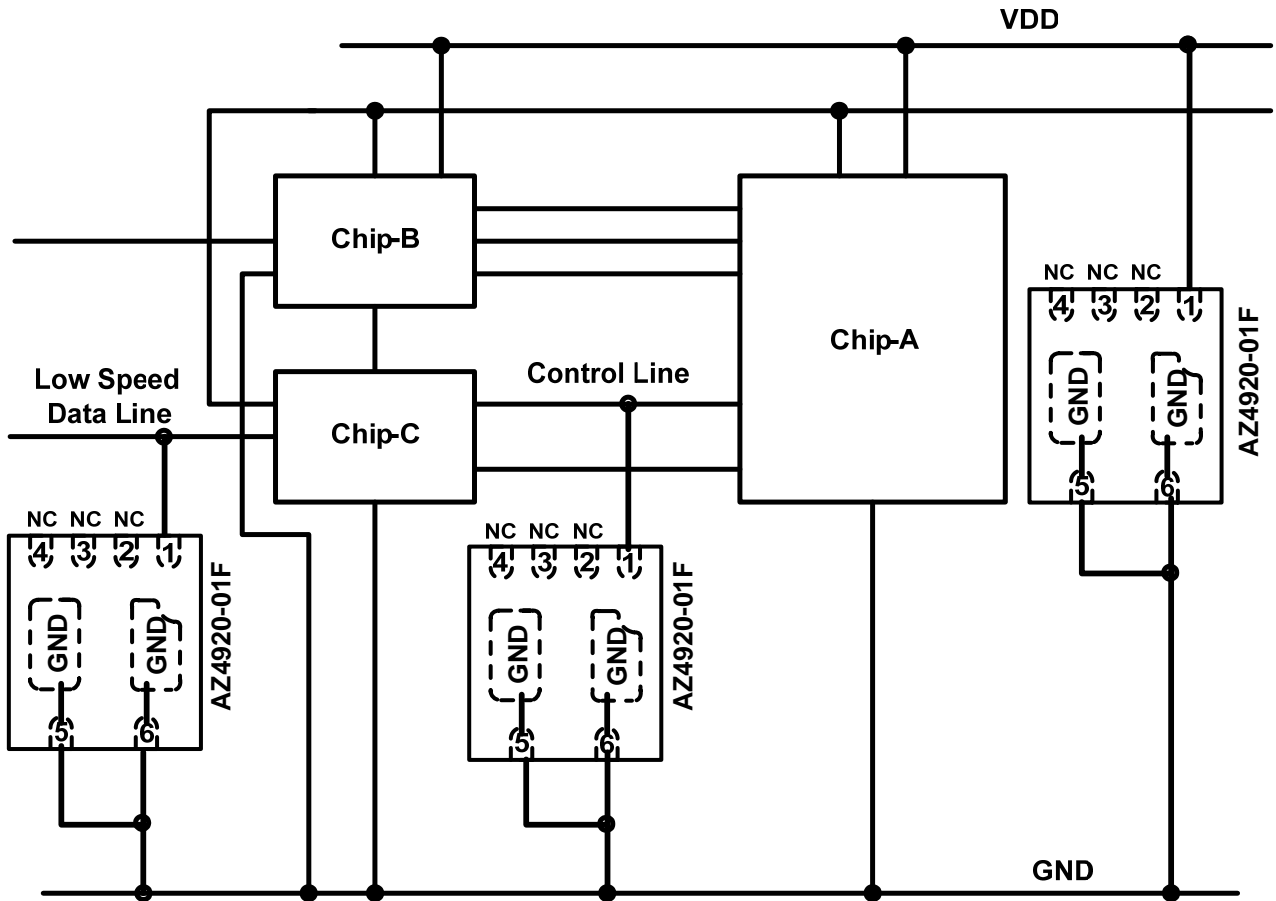 VDD
Chip-B
Chip-A
NC NC NC
4 3 2 1
GND GND
5 6
AZ4920-01F
Low Speed
Data Line
Control Line
Chip-C
NC NC NC
4 3 2 1
GND GND
5 6
AZ4920-01F
NC NC NC
4 3 2 1
GND GND
5 6
AZ4920-01F
GND